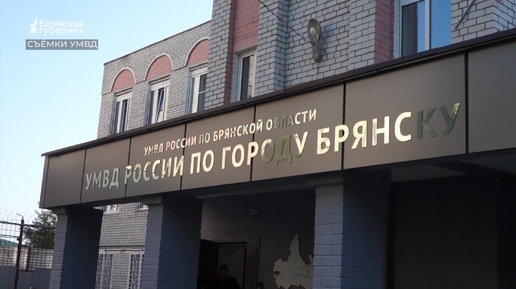 Брянская
губерния
СЪЕМКИ УМВД
УМВД РОССИИ ПО БРЯНСКОЙ ОБЛАСТИ
УМВД РОССИИ ПО ГОРОДУ БРЯНСКУ